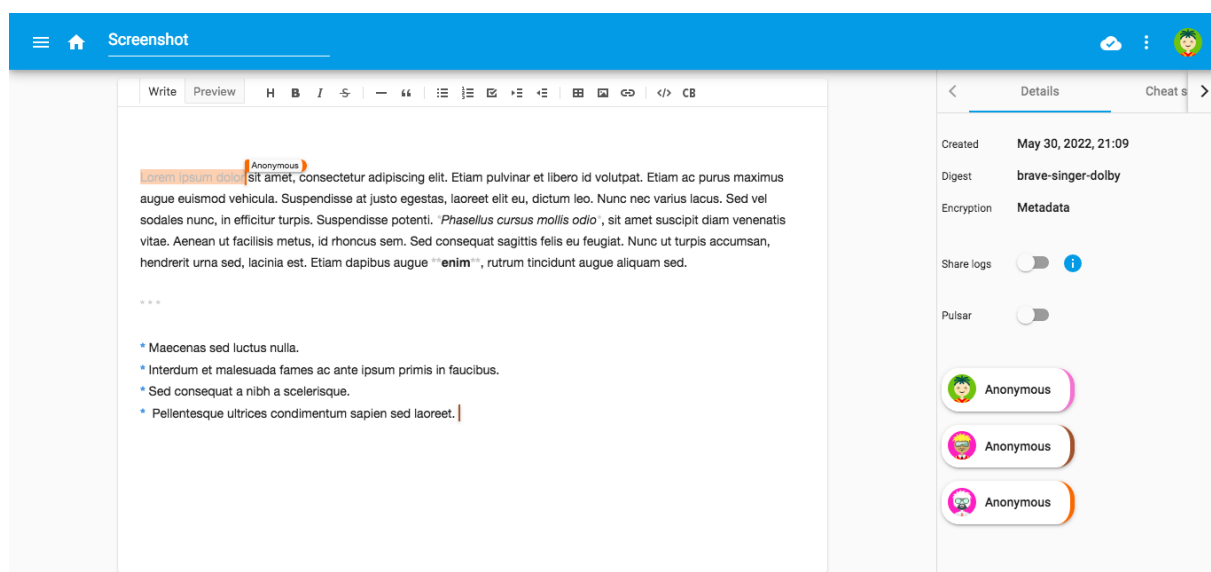 Screenshot
Write Preview H B I S — “ </> CB
Details Cheat s
Created May 30, 2022, 21:09
Digest brave-singer-dolby
Encryption Metadata
Share logs
Pulsar
Anonymous
Anonymous
Anonymous
Anonymous
Lorem ipsum dolor sit amet, consectetur adipiscing elit. Etiam pulvinar et libero id volutpat. Etiam ac purus maximus
augue euismod vehicula. Suspendisse at justo egestas, laoreet elit eu, dictum leo. Nunc nec varius lacus. Sed vel
sodales nunc, in efficitur turpis. Suspendisse potenti. *Phasellus cursus mollis odio*, sit amet suscipit diam venenatis
vitae. Aenean ut facilisis metus, id rhoncus sem. Sed consequat sagittis felis eu feugiat. Nunc ut turpis accumsan,
hendrerit urna sed, lacinia est. Etiam dapibus augue **enim**, rutrum tincidunt augue aliquam sed.
***
* Maecenas sed luctus nulla.
* Interdum et malesuada fames ac ante ipsum primis in faucibus.
* Sed consequat a nibh a scelerisque.
* Pellentesque ultrices condimentum sapien sed laoreet.